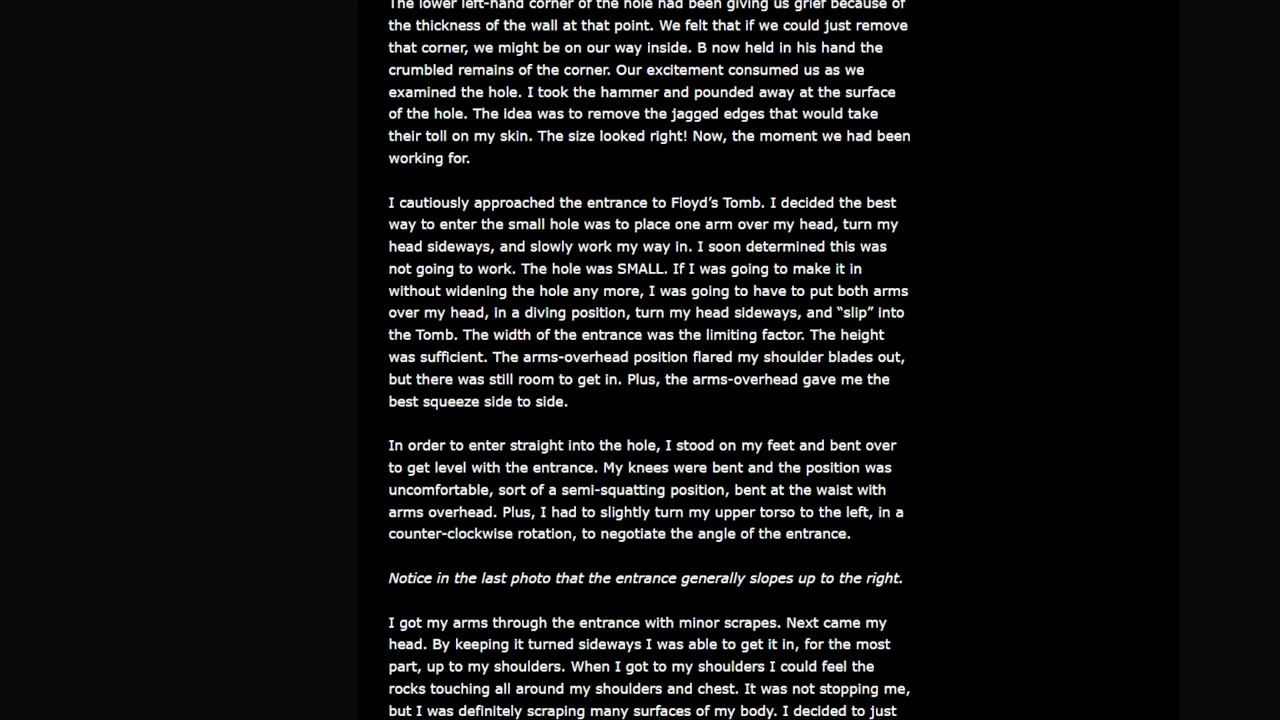 The lower left-hand corner of the hole had been giving us grief because of
the thickness of the wall at that point. We felt that if we could just remove
that corner, we might be on our way inside. B now held in his hand the
crumbled remains of the corner. Our excitement consumed us as we
examined the hole. I took the hammer and pounded away at the surface
of the hole. The idea was to remove the jagged edges that would take
their toll on my skin. The size looked right! Now, the moment we had been
working for.
I cautiously approached the entrance to Floyd’s Tomb. I decided the best
way to enter the small hole was to place one arm over my head, turn my
head sideways, and slowly work my way in. I soon determined this was
not going to work. The hole was SMALL. If I was going to make it in
without widening the hole any more, I was going to have to put both arms
over my head, in a diving position, turn my head sideways, and “slip” into
the Tomb. The width of the entrance was the limiting factor. The height
was sufficient. The arms-overhead position flared my shoulder blades out,
but there was still room to get in. Plus, the arms-overhead gave me the
best squeeze side to side.
In order to enter straight into the hole, I stood on my feet and bent over
to get level with the entrance. My knees were bent and the position was
uncomfortable, sort of a semi-squatting position, bent at the waist with
arms overhead. Plus, I had to slightly turn my upper torso to the left, in a
counter-clockwise rotation, to negotiate the angle of the entrance.
Notice in the last photo that the entrance generally slopes up to the right.
I got my arms through the entrance with minor scrapes. Next came my
head. By keeping it turned sideways I was able to get it in, for the most
part, up to my shoulders. When I got to my shoulders I could feel the
rocks touching all around my shoulders and chest. It was not stopping me,
but I was definitely scraping many surfaces of my body. I decided to just